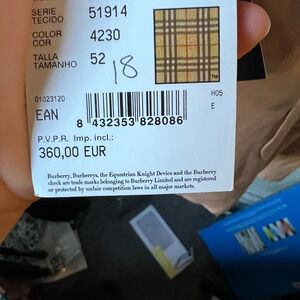 SERIE
TEJIDO
TECIDO 51914
COLOR
COR 4230
TALLA
TAMANHO 52
18
TM
01023120 H05
EAN E
8 432353 828086
P.V.P.R. Imp. incl.:
360,00 EUR
Burberry, Burberrys, the Equestrian Knight Device and the Burberry
check are trade marks belonging to Burberry Limited and are registered
or protected by unfair competition laws in all major markets.